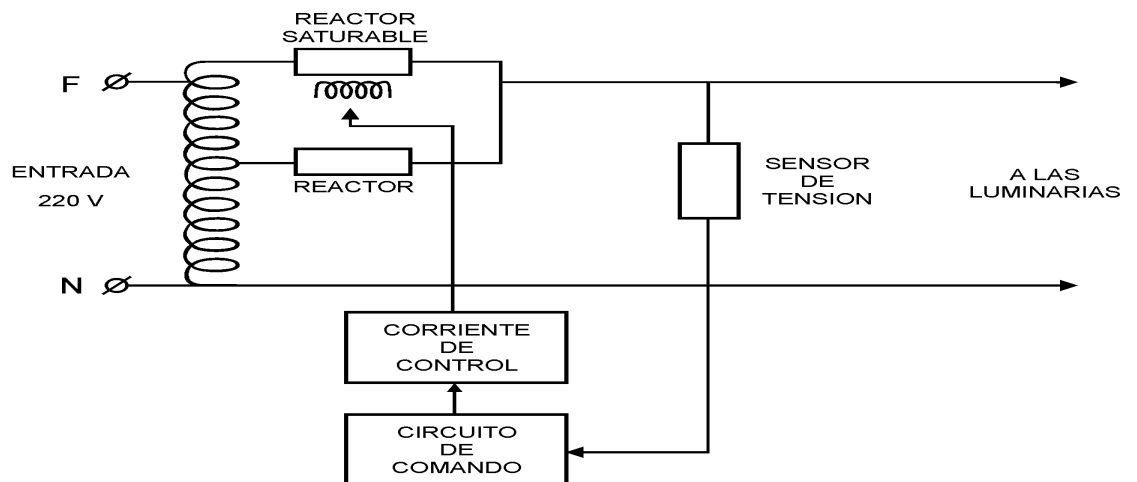 REACTOR
SATURABLE
F
ENTRADA
220 V
REACTOR
SENSOR
DE
TENSION
A LAS
LUMINARIAS
N
CORRIENTE
DE
CONTROL
CIRCUITO
DE
COMANDO